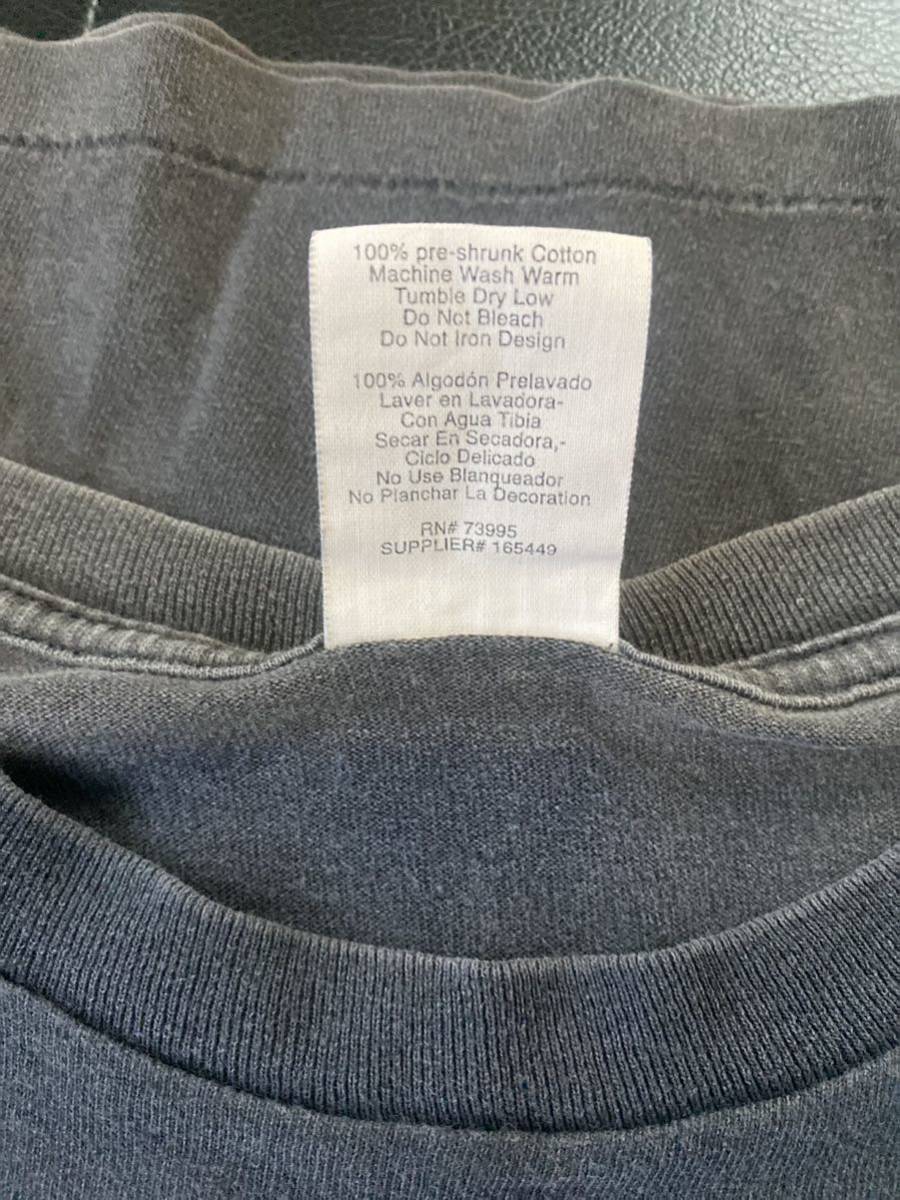 100% pre-shrunk Cotton
Machine Wash Warm
Tumble Dry Low
Do Not Bleach
Do Not Iron Design
100% Algodón Prelavado
Laver en Lavadora-
Con Agua Tibia
Secar En Secadora,-
Ciclo Delicado
No Use Blanqueador
No Planchar La Decoration
RN# 73995
SUPPLIER# 165449